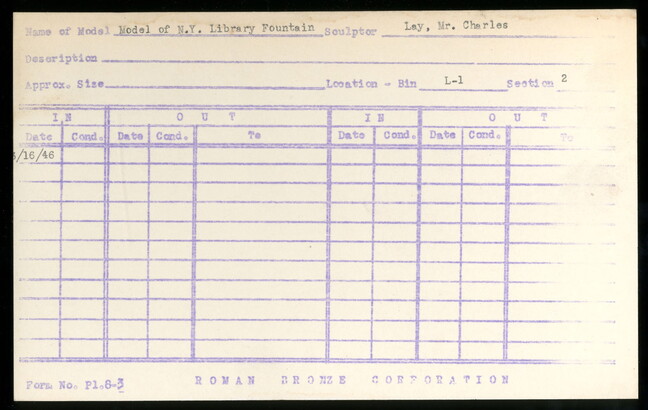 Name of Model Model of N.Y. Library Fountain Sculptor Lay, Mr. Charles
Description
Approx. Size Location - Bin L-1 Section 2
IN OUT IN OUT
Date Cond. Date Cond. To Date Cond. Date Cond. To
/16/46
Form No. Pl.8-3 ROMAN BRONZE CORPORATION